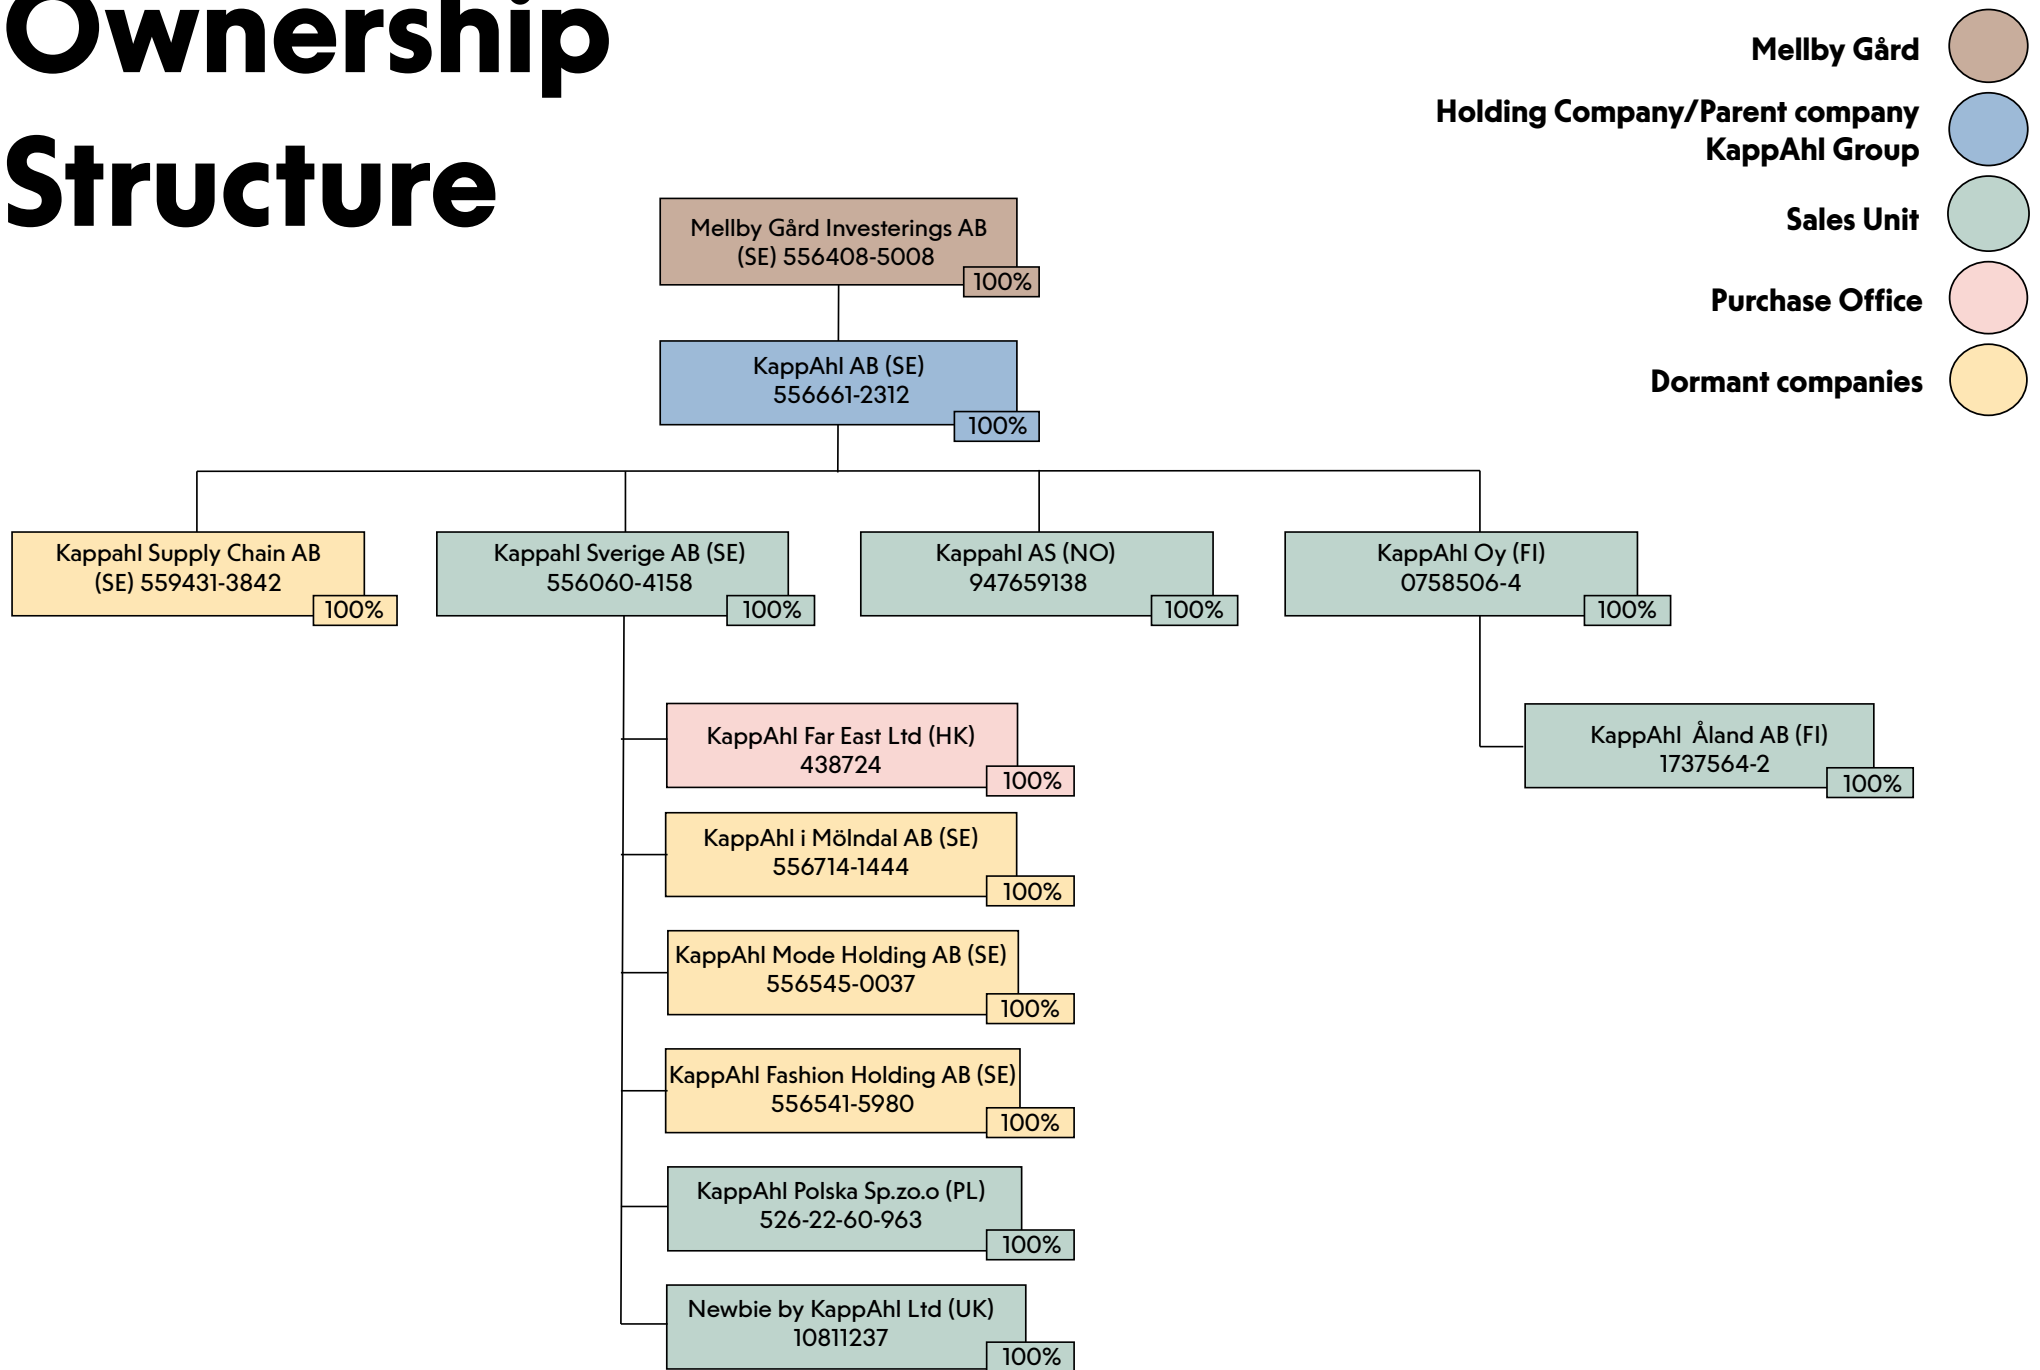 Ownership
Structure
Mellby Gård
Holding Company/Parent company
KappAhl Group
Sales Unit
Purchase Office
Dormant companies
Mellby Gård Investerings AB
(SE) 556408-5008
100%
KappAhl AB (SE)
556661-2312
100%
Kappahl Supply Chain AB
(SE) 559431-3842
100%
Kappahl Sverige AB (SE)
556060-4158
100%
Kappahl AS (NO)
947659138
100%
KappAhl Oy (FI)
0758506-4
100%
KappAhl Far East Ltd (HK)
438724
100%
KappAhl Åland AB (FI)
1737564-2
100%
KappAhl i Mölndal AB (SE)
556714-1444
100%
KappAhl Mode Holding AB (SE)
556545-0037
100%
KappAhl Fashion Holding AB (SE)
556541-5980
100%
KappAhl Polska Sp.zo.o (PL)
526-22-60-963
100%
Newbie by KappAhl Ltd (UK)
10811237
100%